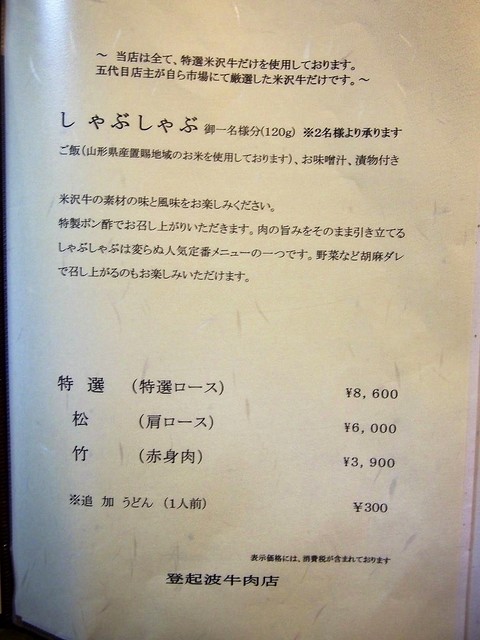 ～ 当店は全て、特選米沢牛だけを使用しております。
五代目店主が自ら市場にて厳選した米沢牛だけです。～
しゃぶしゃぶ 御一名様分(120g) ※2名様より承ります
ご飯(山形県産置賜地域のお米を使用しております)、お味噌汁、漬物付き
米沢牛の素材の味と風味をお楽しみください。
特製ポン酢でお召し上がりいただきます。肉の旨みをそのまま引き立てる
しゃぶしゃぶは変らぬ人気定番メニューの一つです。野菜など胡麻ダレ
で召し上がるのもお楽しみいただけます。
特 選 (特選ロース) ¥8,600
松 (肩ロース) ¥6,000
竹 (赤身肉) ¥3,900
※追 加 うどん (1人前) ¥300
表示価格には、消費税が含まれております
登起波牛肉店